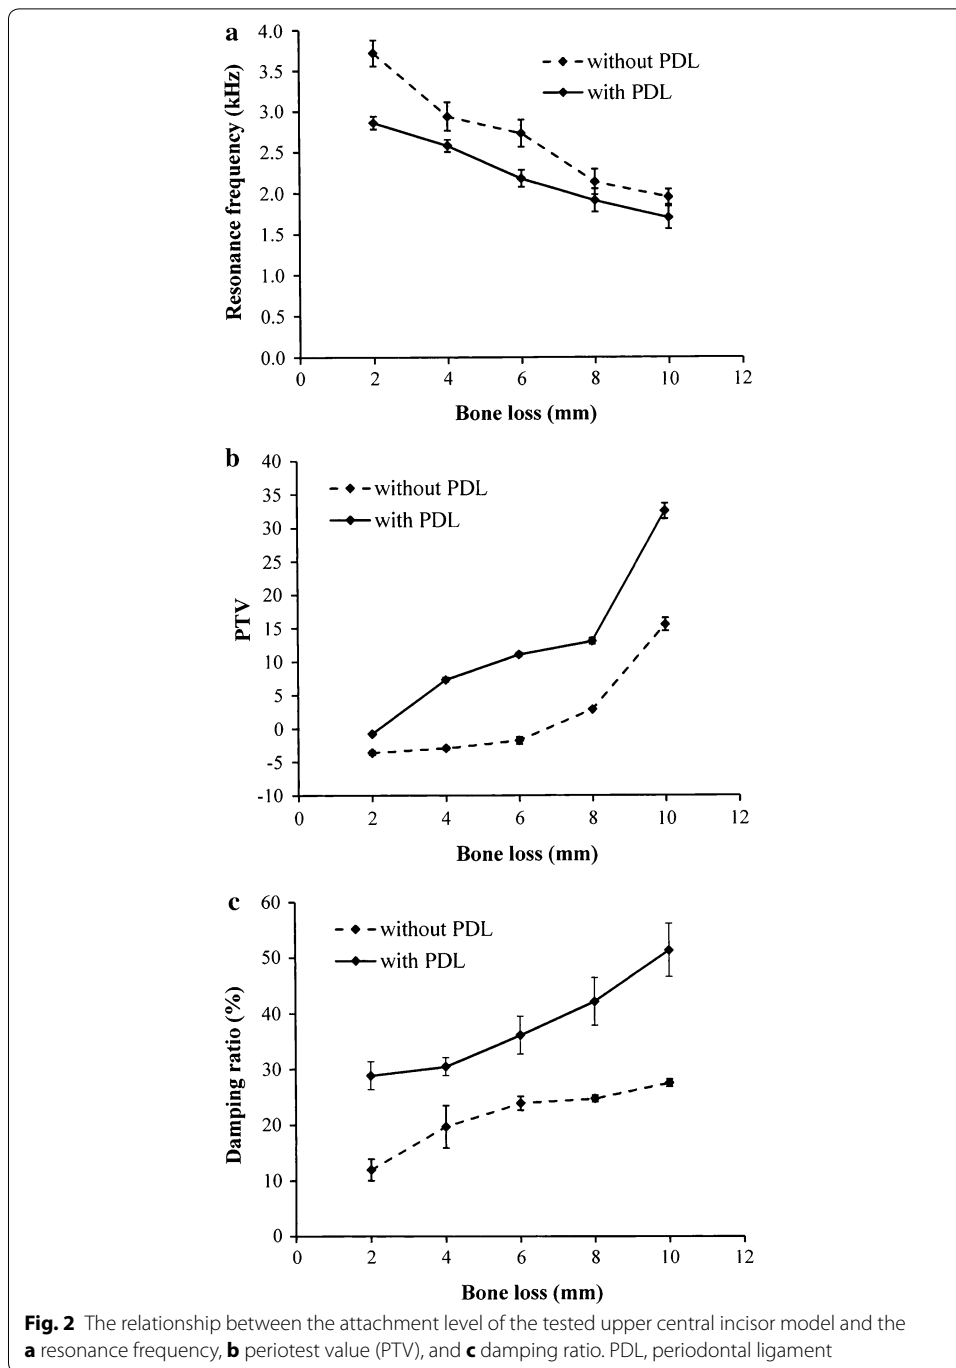 a
4.0
3.5
3.0
2.5
2.0
1.5
1.0
0.5
0.0
Resonance frequency (kHz)
without PDL
with PDL
0 2 4 6 8 10 12
Bone loss (mm)
b
40
35
30
25
20
15
10
5
0
-5
-10
PTV
without PDL
with PDL
0 2 4 6 8 10 12
Bone loss (mm)
c
60
50
40
30
20
10
0
Damping ratio (%)
without PDL
with PDL
0 2 4 6 8 10 12
Bone loss (mm)
Fig. 2 The relationship between the attachment level of the tested upper central incisor model and the
a resonance frequency, b periotest value (PTV), and c damping ratio. PDL, periodontal ligament